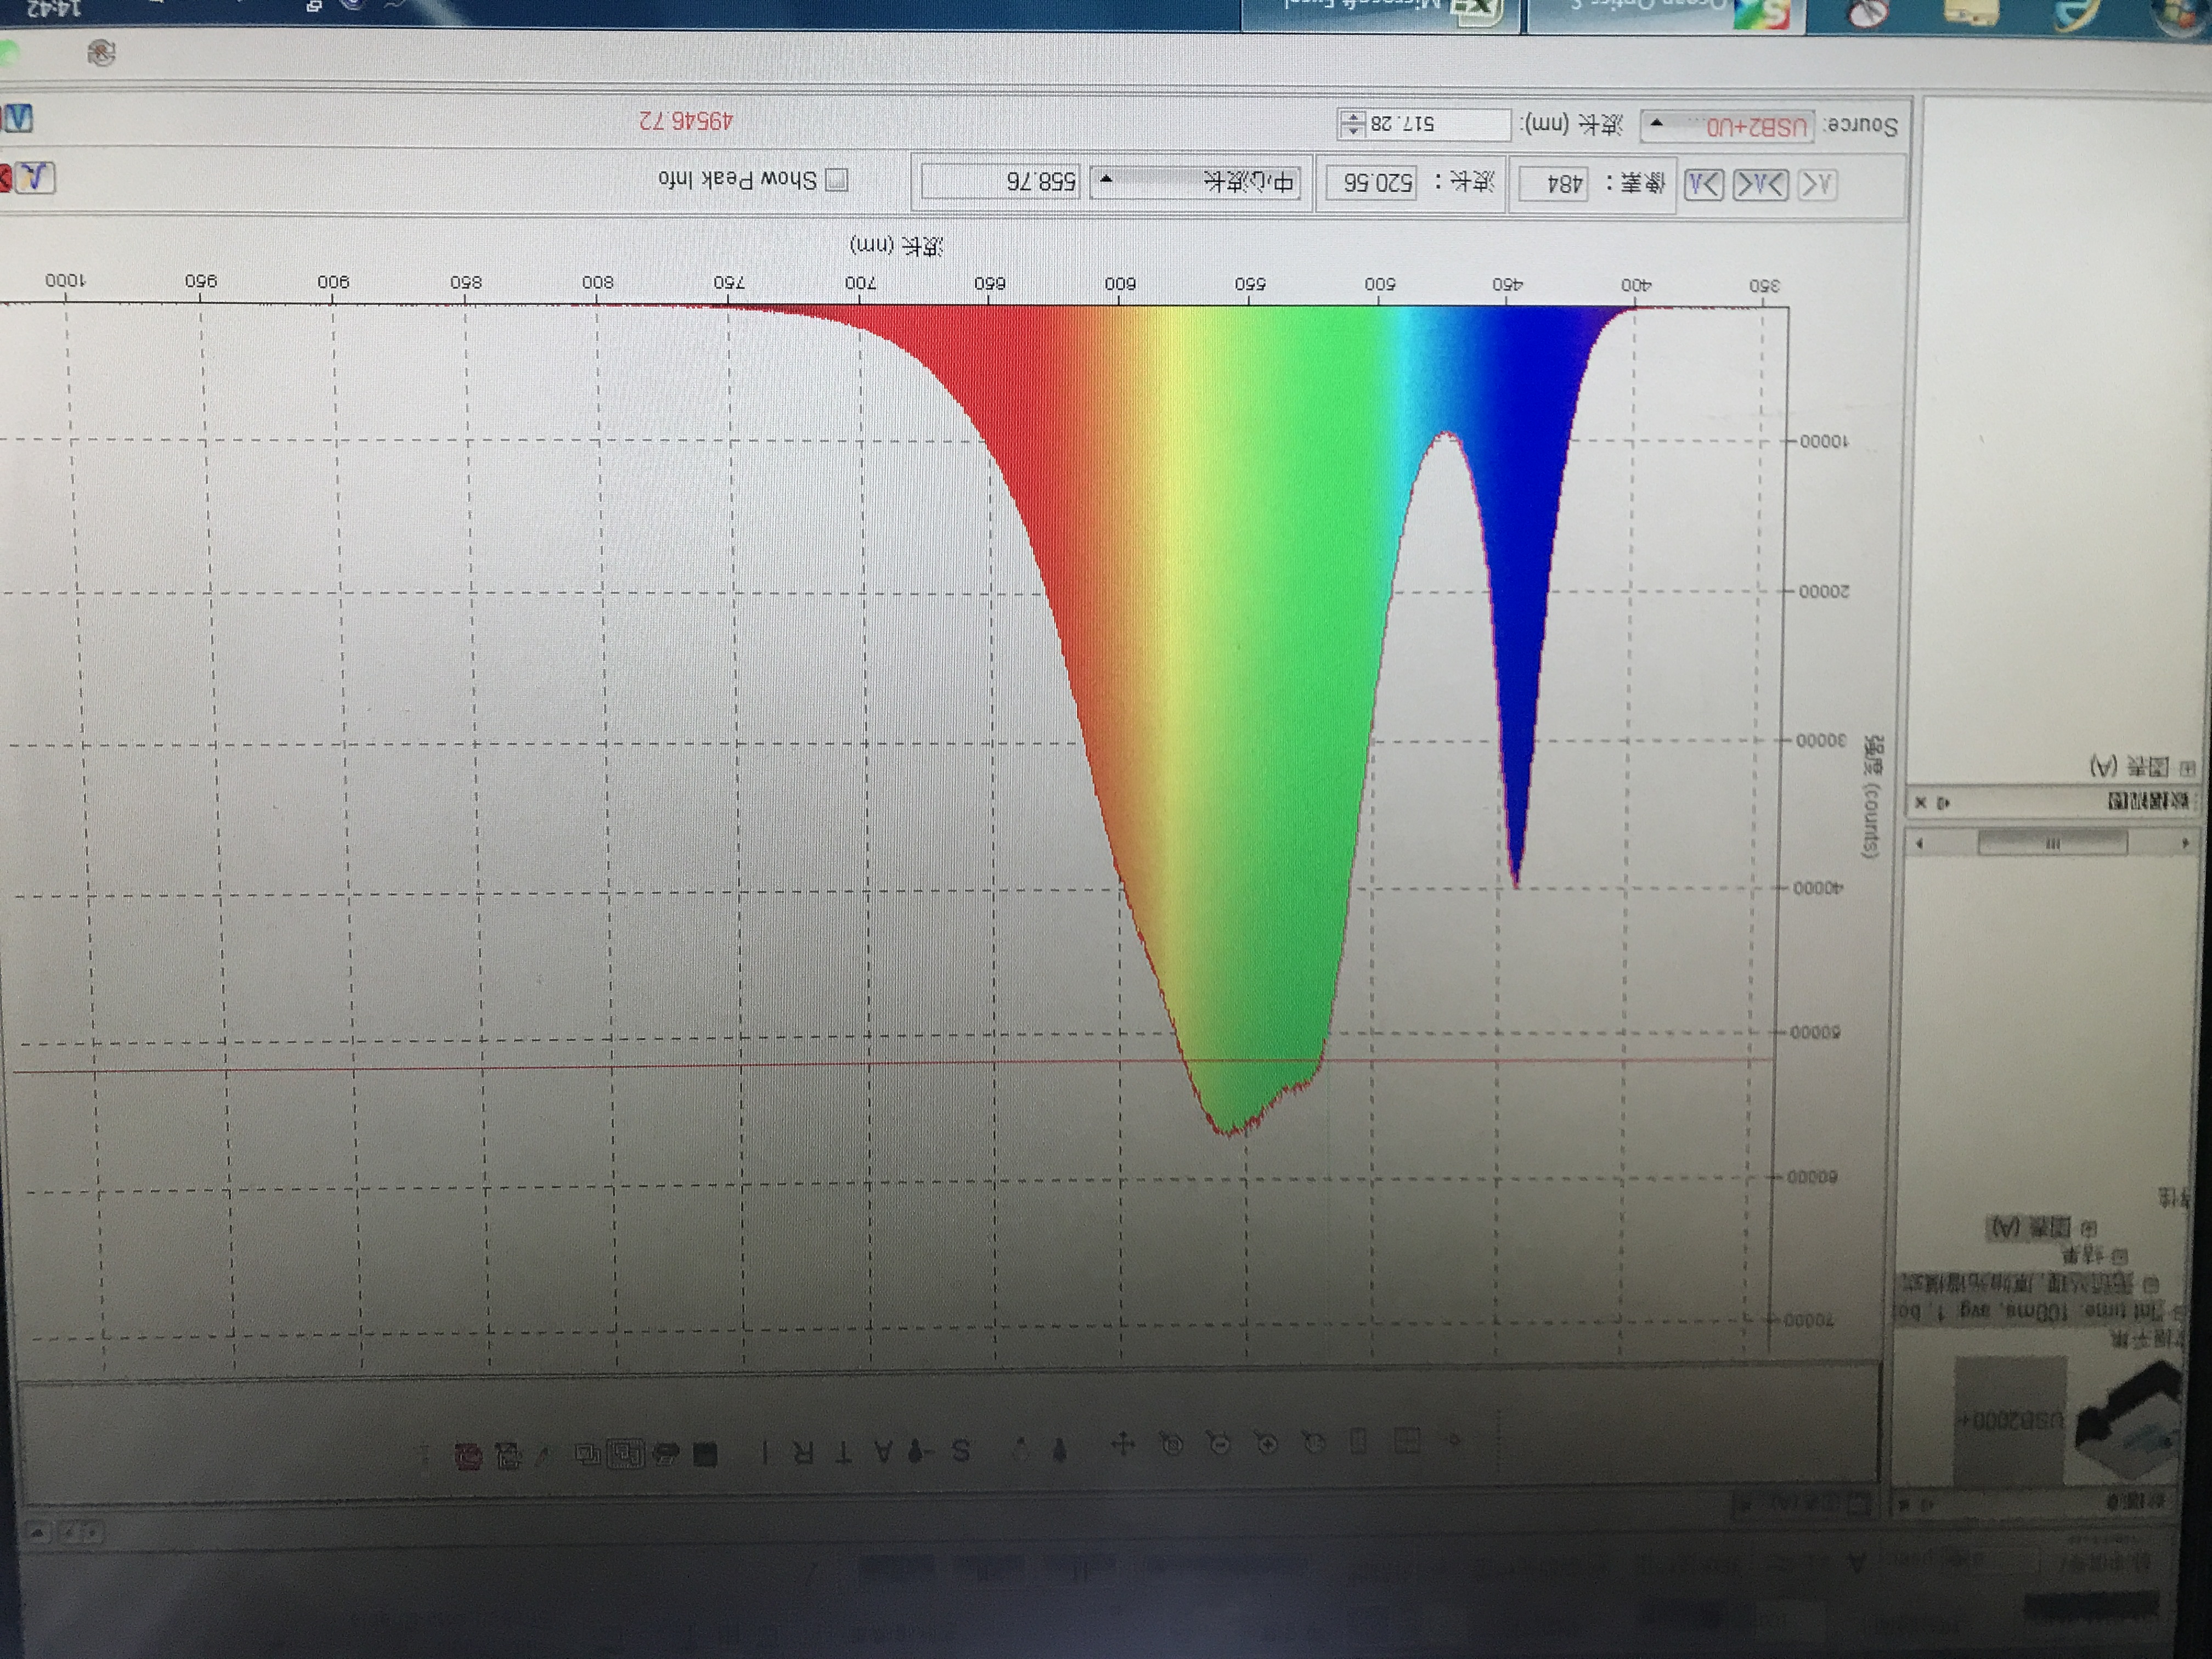 图表(A)
USB2000+
S A T R I
数据采集
int time: 100ms, avg: 1, bo
无预处理, 原始光谱模式
结果
图表 (A)
特性
数据视图
图表 (A)
70000
60000
50000
40000
30000
20000
10000
强度 (counts)
350 400 450 500 550 600 650 700 750 800 850 900 950 1000
波长 (nm)
像素： 484 波长： 520.56 中心波长 558.76 Show Peak Info
Source: USB2+U0... 波长 (nm): 517.28 49546.72
Ocean Optics S Microsoft Excel 14:42